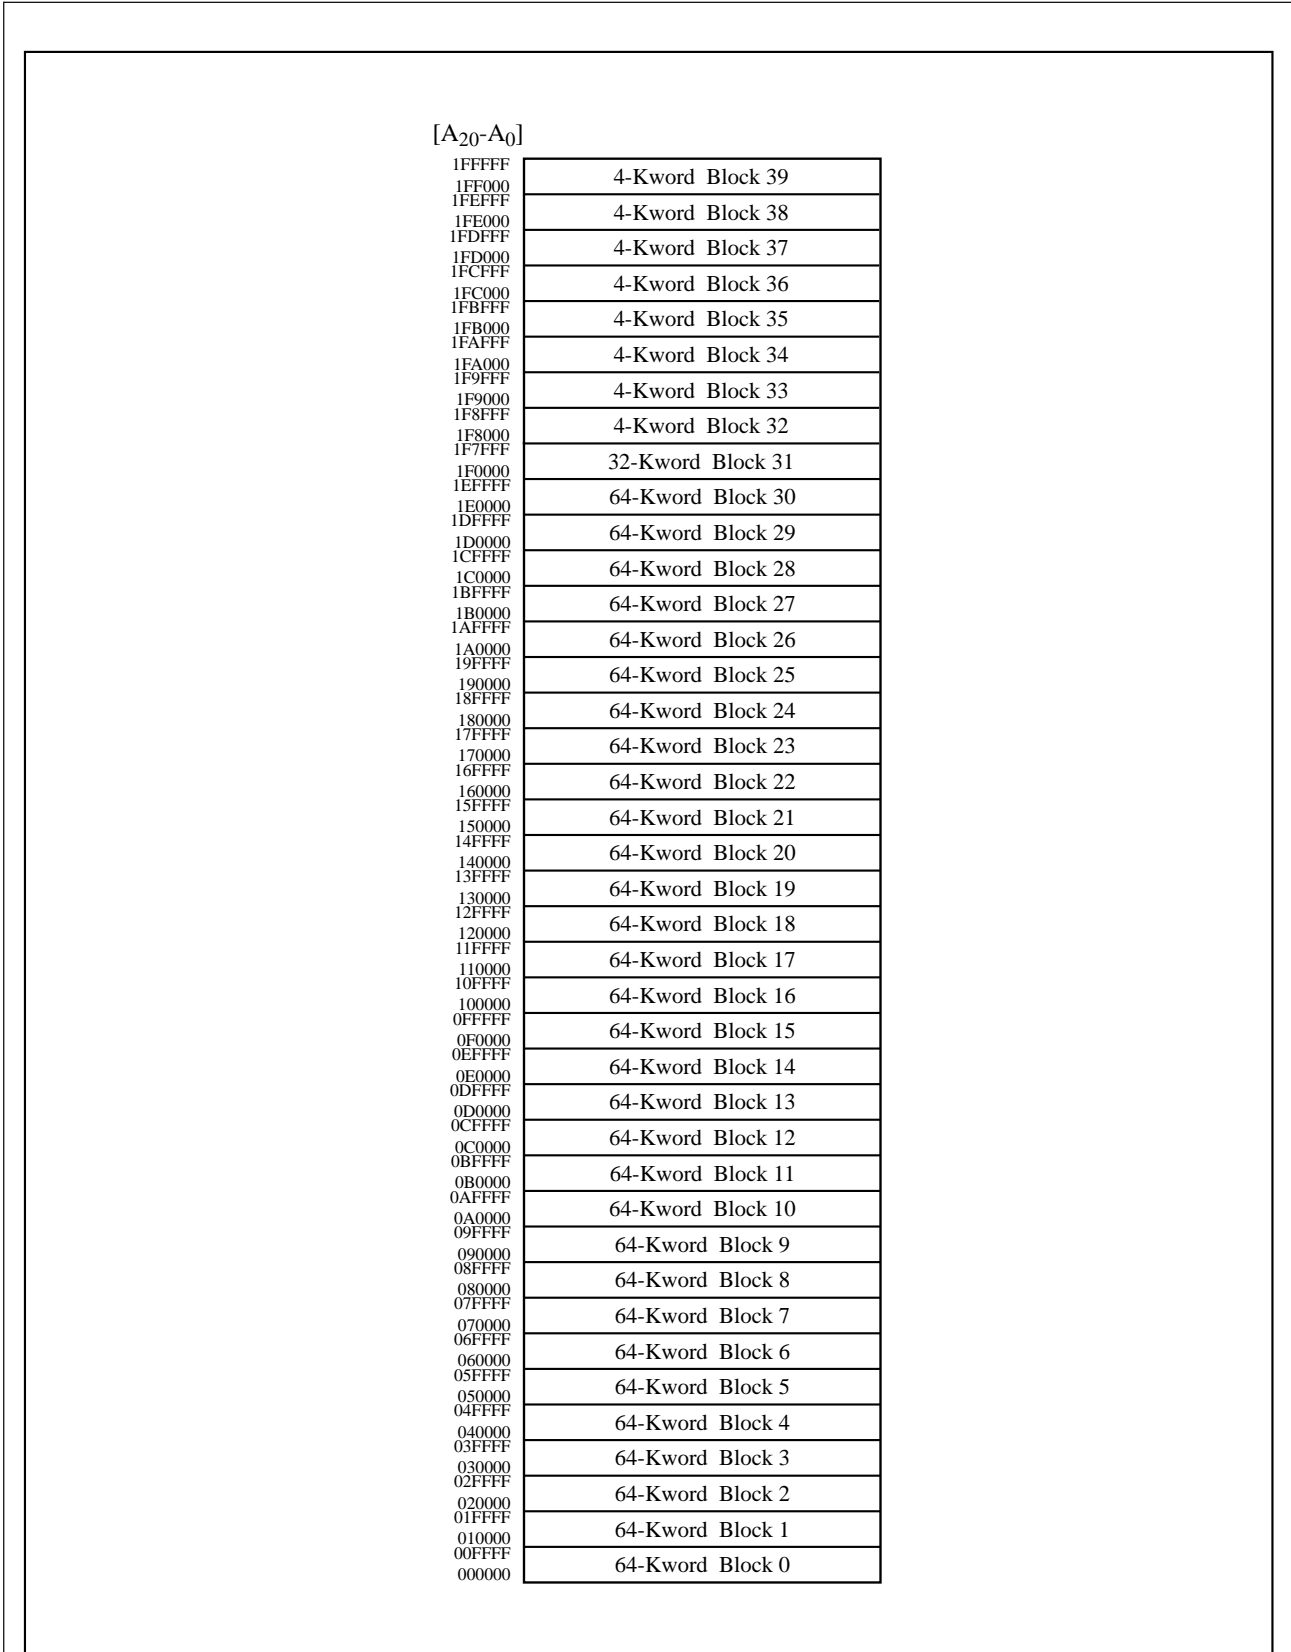 [A20-A0]
1FFFFF
4-Kword Block 39
1FF000
1FEFFF
4-Kword Block 38
1FE000
1FDFFF
4-Kword Block 37
1FD000
1FCFFF
4-Kword Block 36
1FC000
1FBFFF
4-Kword Block 35
1FB000
1FAFFF
4-Kword Block 34
1FA000
1F9FFF
4-Kword Block 33
1F9000
1F8FFF
4-Kword Block 32
1F8000
1F7FFF
32-Kword Block 31
1F0000
1EFFFF
64-Kword Block 30
1E0000
1DFFFF
64-Kword Block 29
1D0000
1CFFFF
64-Kword Block 28
1C0000
1BFFFF
64-Kword Block 27
1B0000
1AFFFF
64-Kword Block 26
1A0000
19FFFF
64-Kword Block 25
190000
18FFFF
64-Kword Block 24
180000
17FFFF
64-Kword Block 23
170000
16FFFF
64-Kword Block 22
160000
15FFFF
64-Kword Block 21
150000
14FFFF
64-Kword Block 20
140000
13FFFF
64-Kword Block 19
130000
12FFFF
64-Kword Block 18
120000
11FFFF
64-Kword Block 17
110000
10FFFF
64-Kword Block 16
100000
0FFFFF
64-Kword Block 15
0F0000
0EFFFF
64-Kword Block 14
0E0000
0DFFFF
64-Kword Block 13
0D0000
0CFFFF
64-Kword Block 12
0C0000
0BFFFF
64-Kword Block 11
0B0000
0AFFFF
64-Kword Block 10
0A0000
09FFFF
64-Kword Block 9
090000
08FFFF
64-Kword Block 8
080000
07FFFF
64-Kword Block 7
070000
06FFFF
64-Kword Block 6
060000
05FFFF
64-Kword Block 5
050000
04FFFF
64-Kword Block 4
040000
03FFFF
64-Kword Block 3
030000
02FFFF
64-Kword Block 2
020000
01FFFF
64-Kword Block 1
010000
00FFFF
64-Kword Block 0
000000